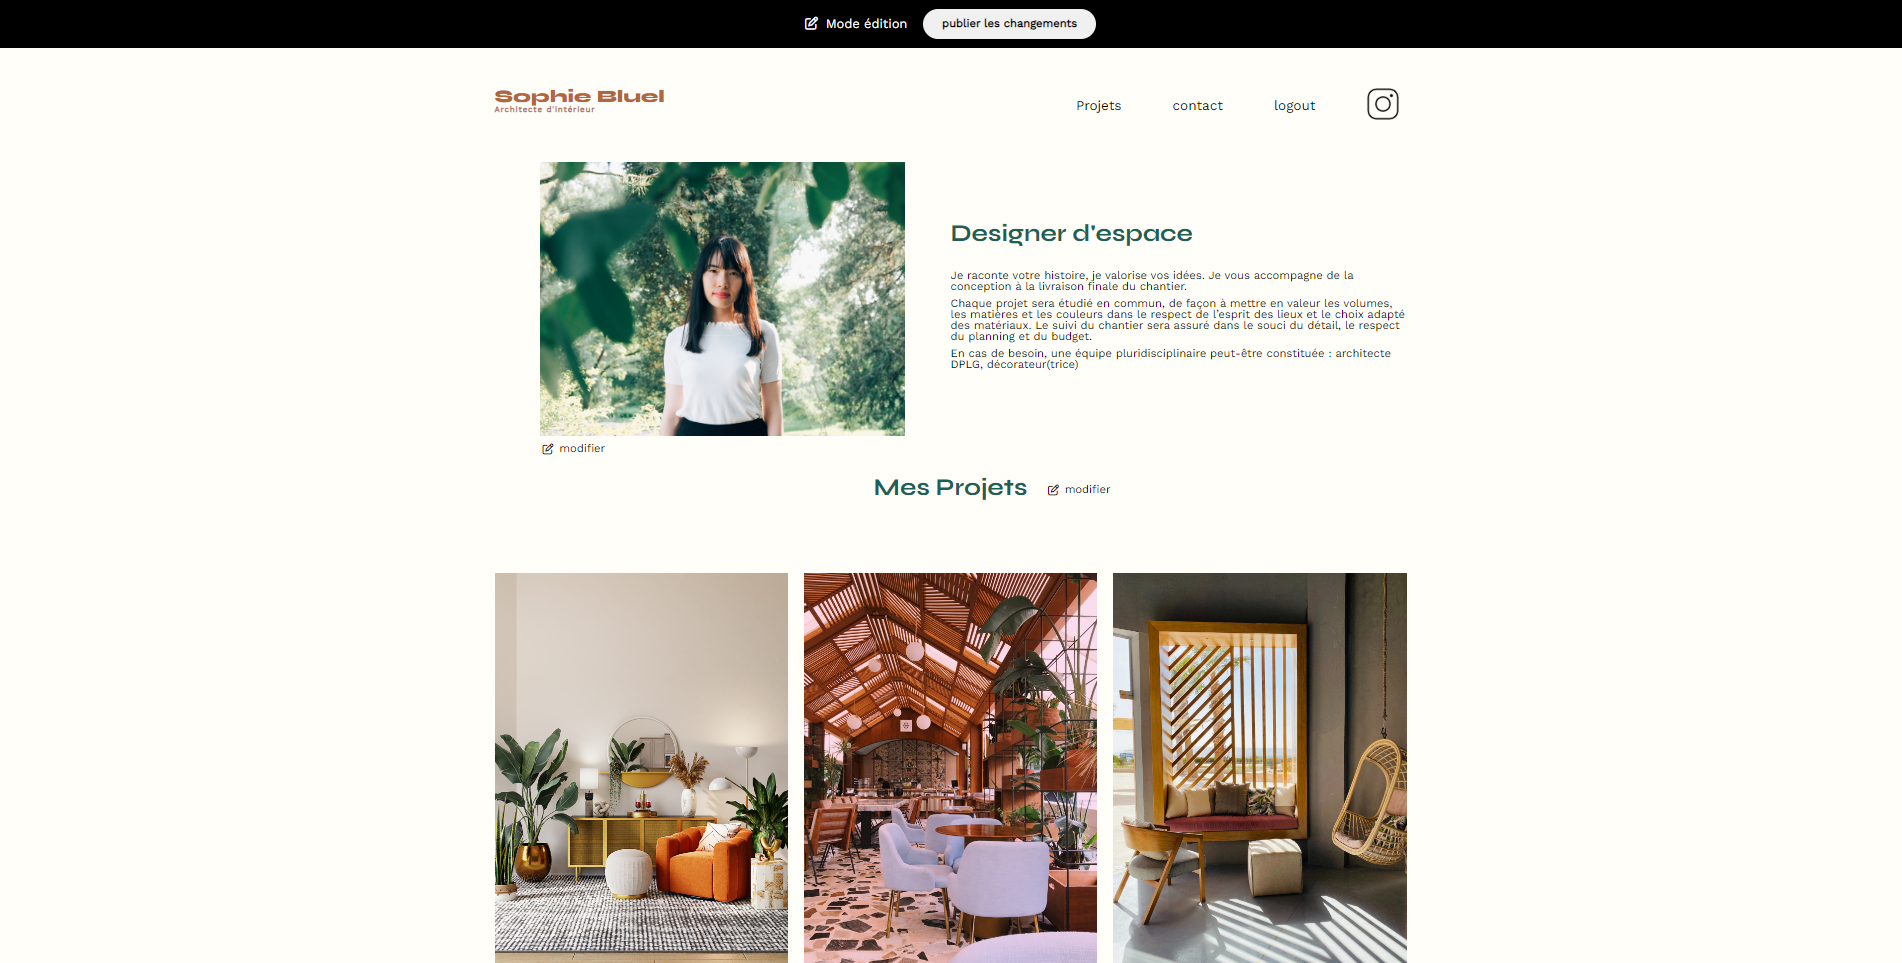 Mode édition
publier les changements
Sophie Bluel
Architecte d'intérieur
Projets
contact
logout
Designer d'espace
Je raconte votre histoire, je valorise vos idées. Je vous accompagne de la
conception à la livraison finale du chantier.
Chaque projet sera étudié en commun, de façon à mettre en valeur les volumes,
les matières et les couleurs dans le respect de l'esprit des lieux et le choix adapté
des matériaux. Le suivi du chantier sera assuré dans le souci du détail, le respect
du planning et du budget.
En cas de besoin, une équipe pluridisciplinaire peut-être constituée : architecte
DPLG, décorateur(trice)
modifier
Mes Projets
modifier